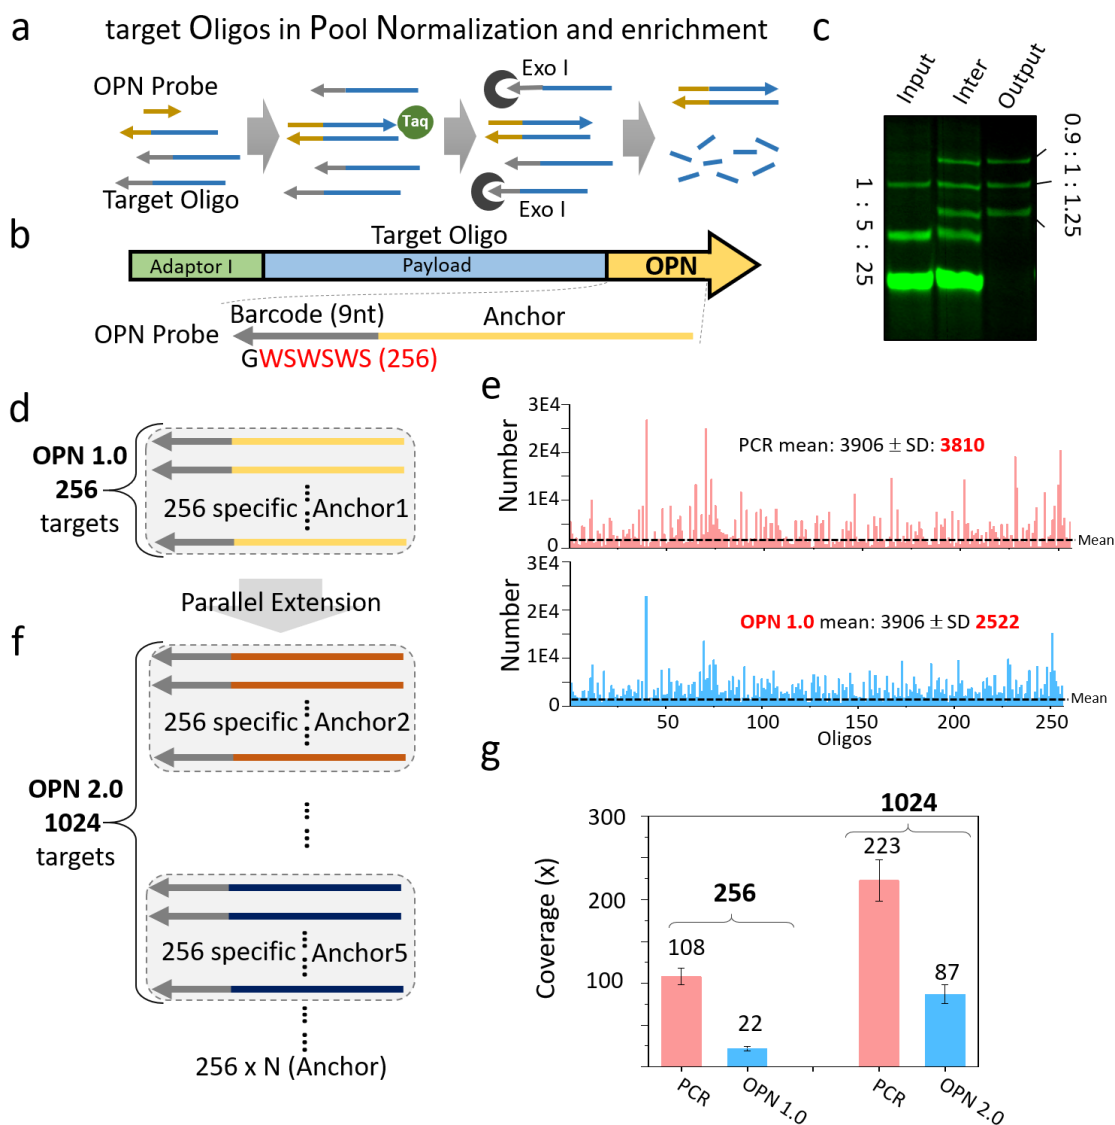 a
target Oligos in Pool Normalization and enrichment
OPN Probe
Target Oligo
Taq
Exo I
Exo I
b
Target Oligo
Adaptor I
Payload
OPN
Barcode (9nt)
Anchor
OPN Probe
GWSWSWS (256)
c
Input
Inter
Output
1 : 5 : 25
0.9 : 1 : 1.25
d
OPN 1.0
256
targets
256 specific
Anchor1
Parallel Extension
e
Number
3E4
2E4
1E4
0
PCR mean: 3906 ± SD: 3810
Mean
Number
3E4
2E4
1E4
0
OPN 1.0 mean: 3906 ± SD 2522
Mean
50
100
150
200
250
Oligos
f
OPN 2.0
1024
targets
256 specific
Anchor2
256 specific
Anchor5
256 x N (Anchor)
g
Coverage (x)
300
200
100
256
108
22
1024
223
87
PCR
OPN 1.0
PCR
OPN 2.0